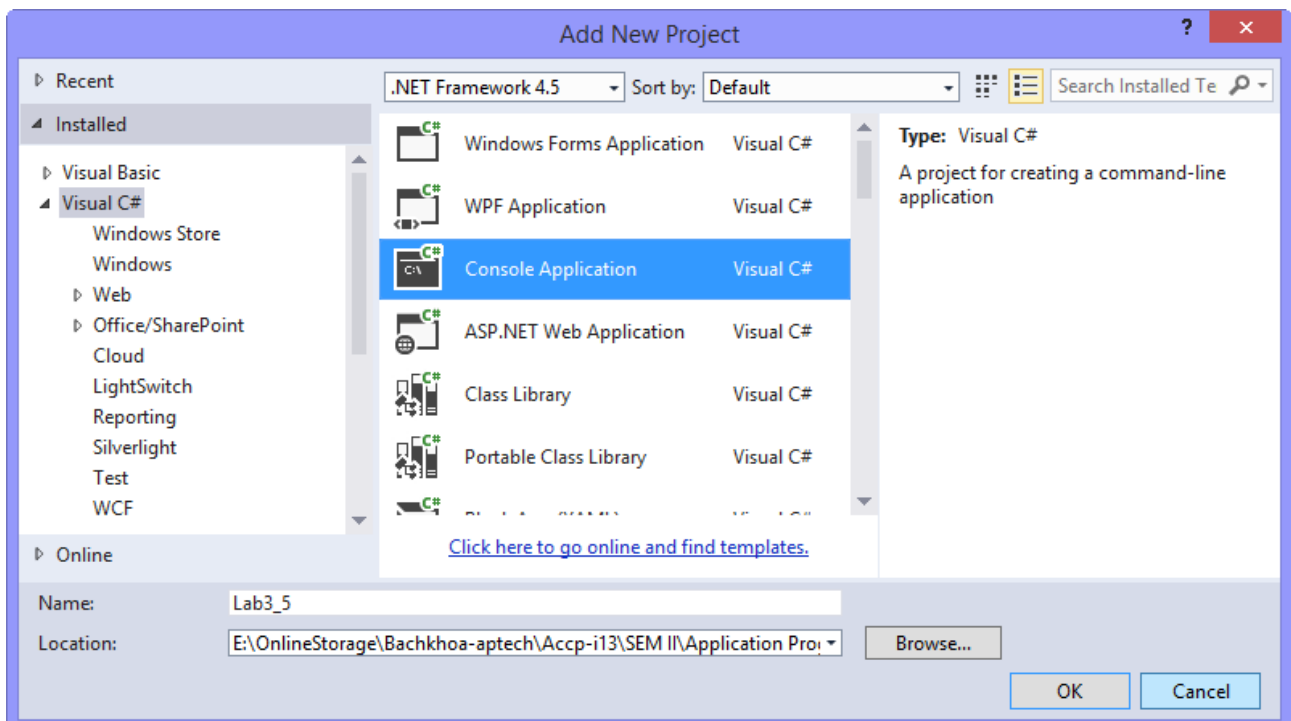 Add New Project
?
Recent
Installed
Visual Basic
Visual C#
Windows Store
Windows
Web
Office/SharePoint
Cloud
LightSwitch
Reporting
Silverlight
Test
WCF
Online
.NET Framework 4.5 Sort by: Default
Search Installed Te
C# Windows Forms Application Visual C#
C# WPF Application Visual C#
C# C:\ Console Application Visual C#
C# ASP.NET Web Application Visual C#
C# Class Library Visual C#
C# Portable Class Library Visual C#
C#
Click here to go online and find templates.
Type: Visual C#
A project for creating a command-line
application
Name: Lab3_5
Location: E:\OnlineStorage\Bachkhoa-aptech\Accp-i13\SEM II\Application
Browse...
OK Cancel